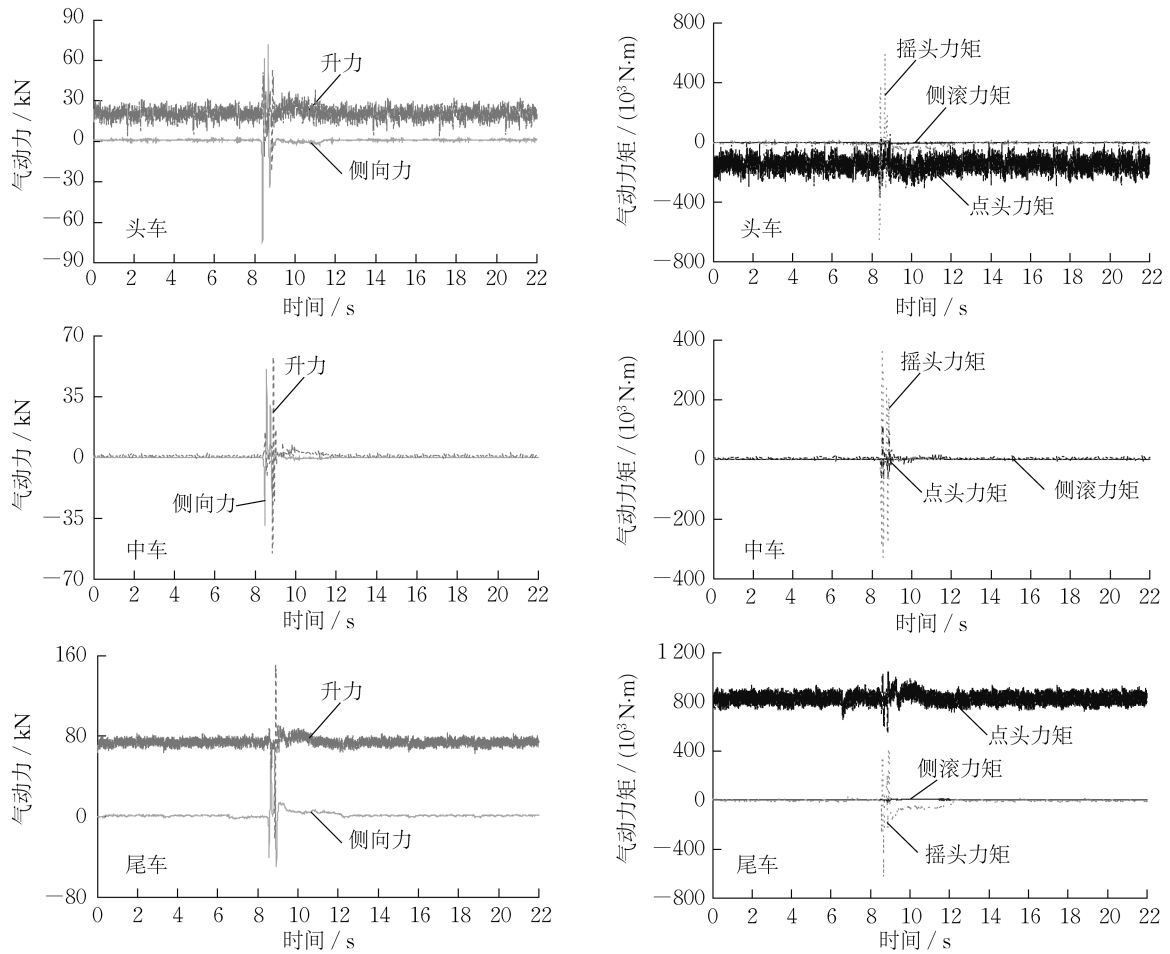 90
60
30
0
−30
−60
−90
气动力 / kN
升力
侧向力
头车
0 2 4 6 8 10 12 14 16 18 20 22
时间 / s
800
400
0
−400
−800
气动力矩 / (10³ N·m)
摇头力矩
侧滚力矩
点头力矩
头车
0 2 4 6 8 10 12 14 16 18 20 22
时间 / s
70
35
0
−35
−70
气动力 / kN
升力
侧向力
中车
0 2 4 6 8 10 12 14 16 18 20 22
时间 / s
400
200
0
−200
−400
气动力矩 / (10³ N·m)
摇头力矩
点头力矩
侧滚力矩
中车
0 2 4 6 8 10 12 14 16 18 20 22
时间 / s
160
80
0
−80
气动力 / kN
升力
侧向力
尾车
0 2 4 6 8 10 12 14 16 18 20 22
时间 / s
1 200
800
400
0
−400
−800
气动力矩 / (10³ N·m)
点头力矩
侧滚力矩
摇头力矩
尾车
0 2 4 6 8 10 12 14 16 18 20 22
时间 / s